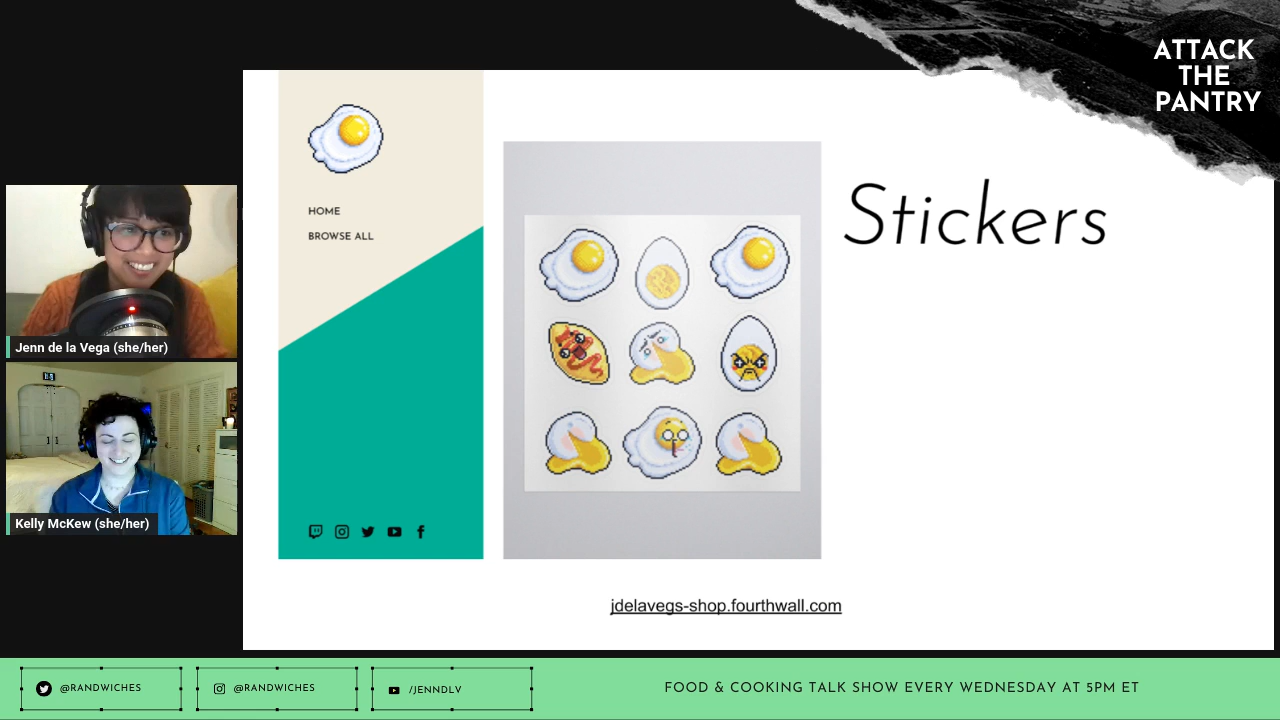 ATTACK
THE
PANTRY
HOME
BROWSE ALL
Stickers
Jenn de la Vega (she/her)
Kelly McKew (she/her)
jdelavegs-shop.fourthwall.com
@RANDWICHES
@RANDWICHES
/JENNDLV
FOOD & COOKING TALK SHOW EVERY WEDNESDAY AT 5PM ET